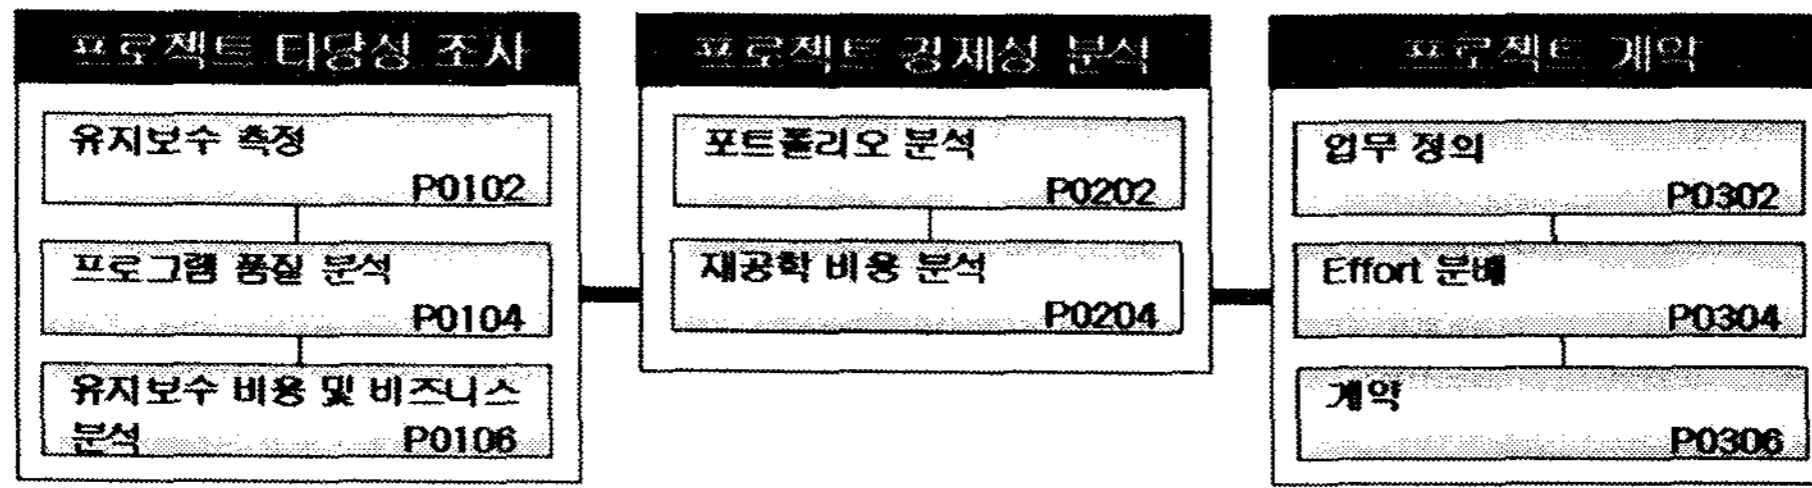 프로젝트 타당성 조사
유지보수 측정
P0102
프로그램 품질 분석
P0104
유지보수 비용 및 비즈니스
분석
P0106
프로젝트 경제성 분석
포트폴리오 분석
P0202
재공학 비용 분석
P0204
프로젝트 계약
업무 정의
P0302
Effort 분배
P0304
계약
P0306